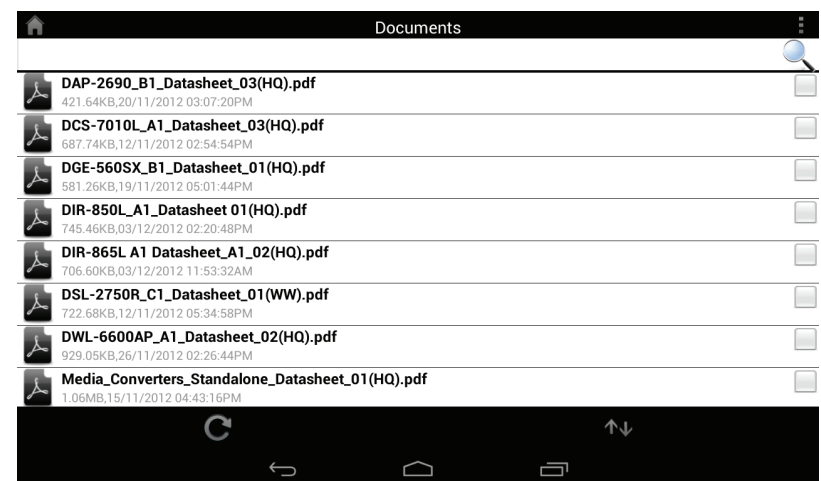 Documents
DAP-2690_B1_Datasheet_03(HQ).pdf
421.64KB,20/11/2012 03:07:20PM
DCS-7010L_A1_Datasheet_03(HQ).pdf
687.74KB,12/11/2012 02:54:54PM
DGE-560SX_B1_Datasheet_01(HQ).pdf
581.26KB,19/11/2012 05:01:44PM
DIR-850L_A1_Datasheet 01(HQ).pdf
745.46KB,03/12/2012 02:20:48PM
DIR-865L A1 Datasheet_A1_02(HQ).pdf
706.60KB,03/12/2012 11:53:32AM
DSL-2750R_C1_Datasheet_01(WW).pdf
722.68KB,12/11/2012 05:34:58PM
DWL-6600AP_A1_Datasheet_02(HQ).pdf
929.05KB,26/11/2012 02:26:44PM
Media_Converters_Standalone_Datasheet_01(HQ).pdf
1.06MB,15/11/2012 04:43:16PM